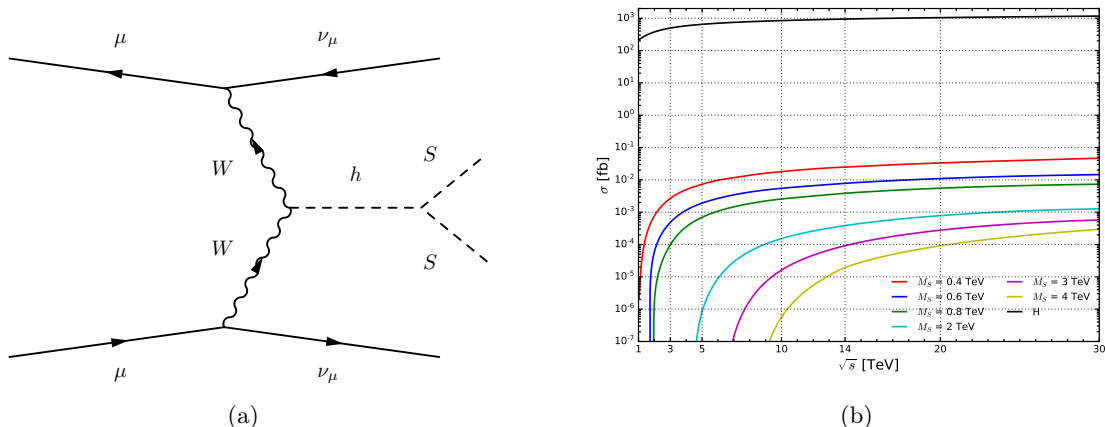 μ
ν_μ
W
h
S
W
S
μ
ν_μ
(a)
10^3
10^2
10^1
10^0
10^-1
10^-2
10^-3
10^-4
10^-5
10^-6
10^-7
σ [fb]
M_S = 0.4 TeV
M_S = 0.6 TeV
M_S = 0.8 TeV
M_S = 2 TeV
M_S = 3 TeV
M_S = 4 TeV
H
1 3 5 10 14 20 30
√s [TeV]
(b)